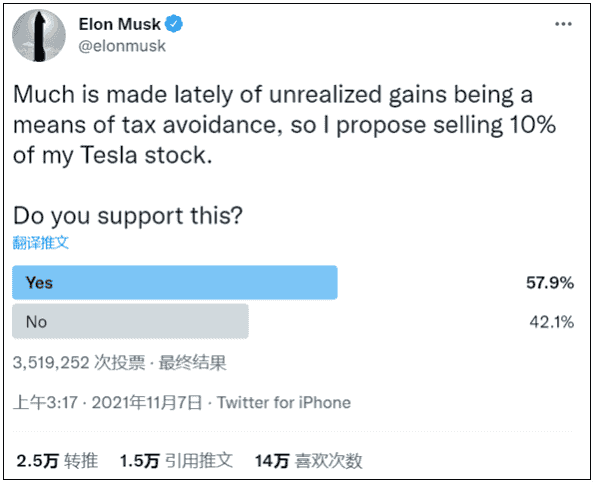 Elon Musk
@elonmusk
Much is made lately of unrealized gains being a
means of tax avoidance, so I propose selling 10%
of my Tesla stock.
Do you support this?
翻译推文
Yes 57.9%
No 42.1%
3,519,252 次投票 · 最终结果
上午3:17 · 2021年11月7日 · Twitter for iPhone
2.5万 转推 1.5万 引用推文 14万 喜欢次数